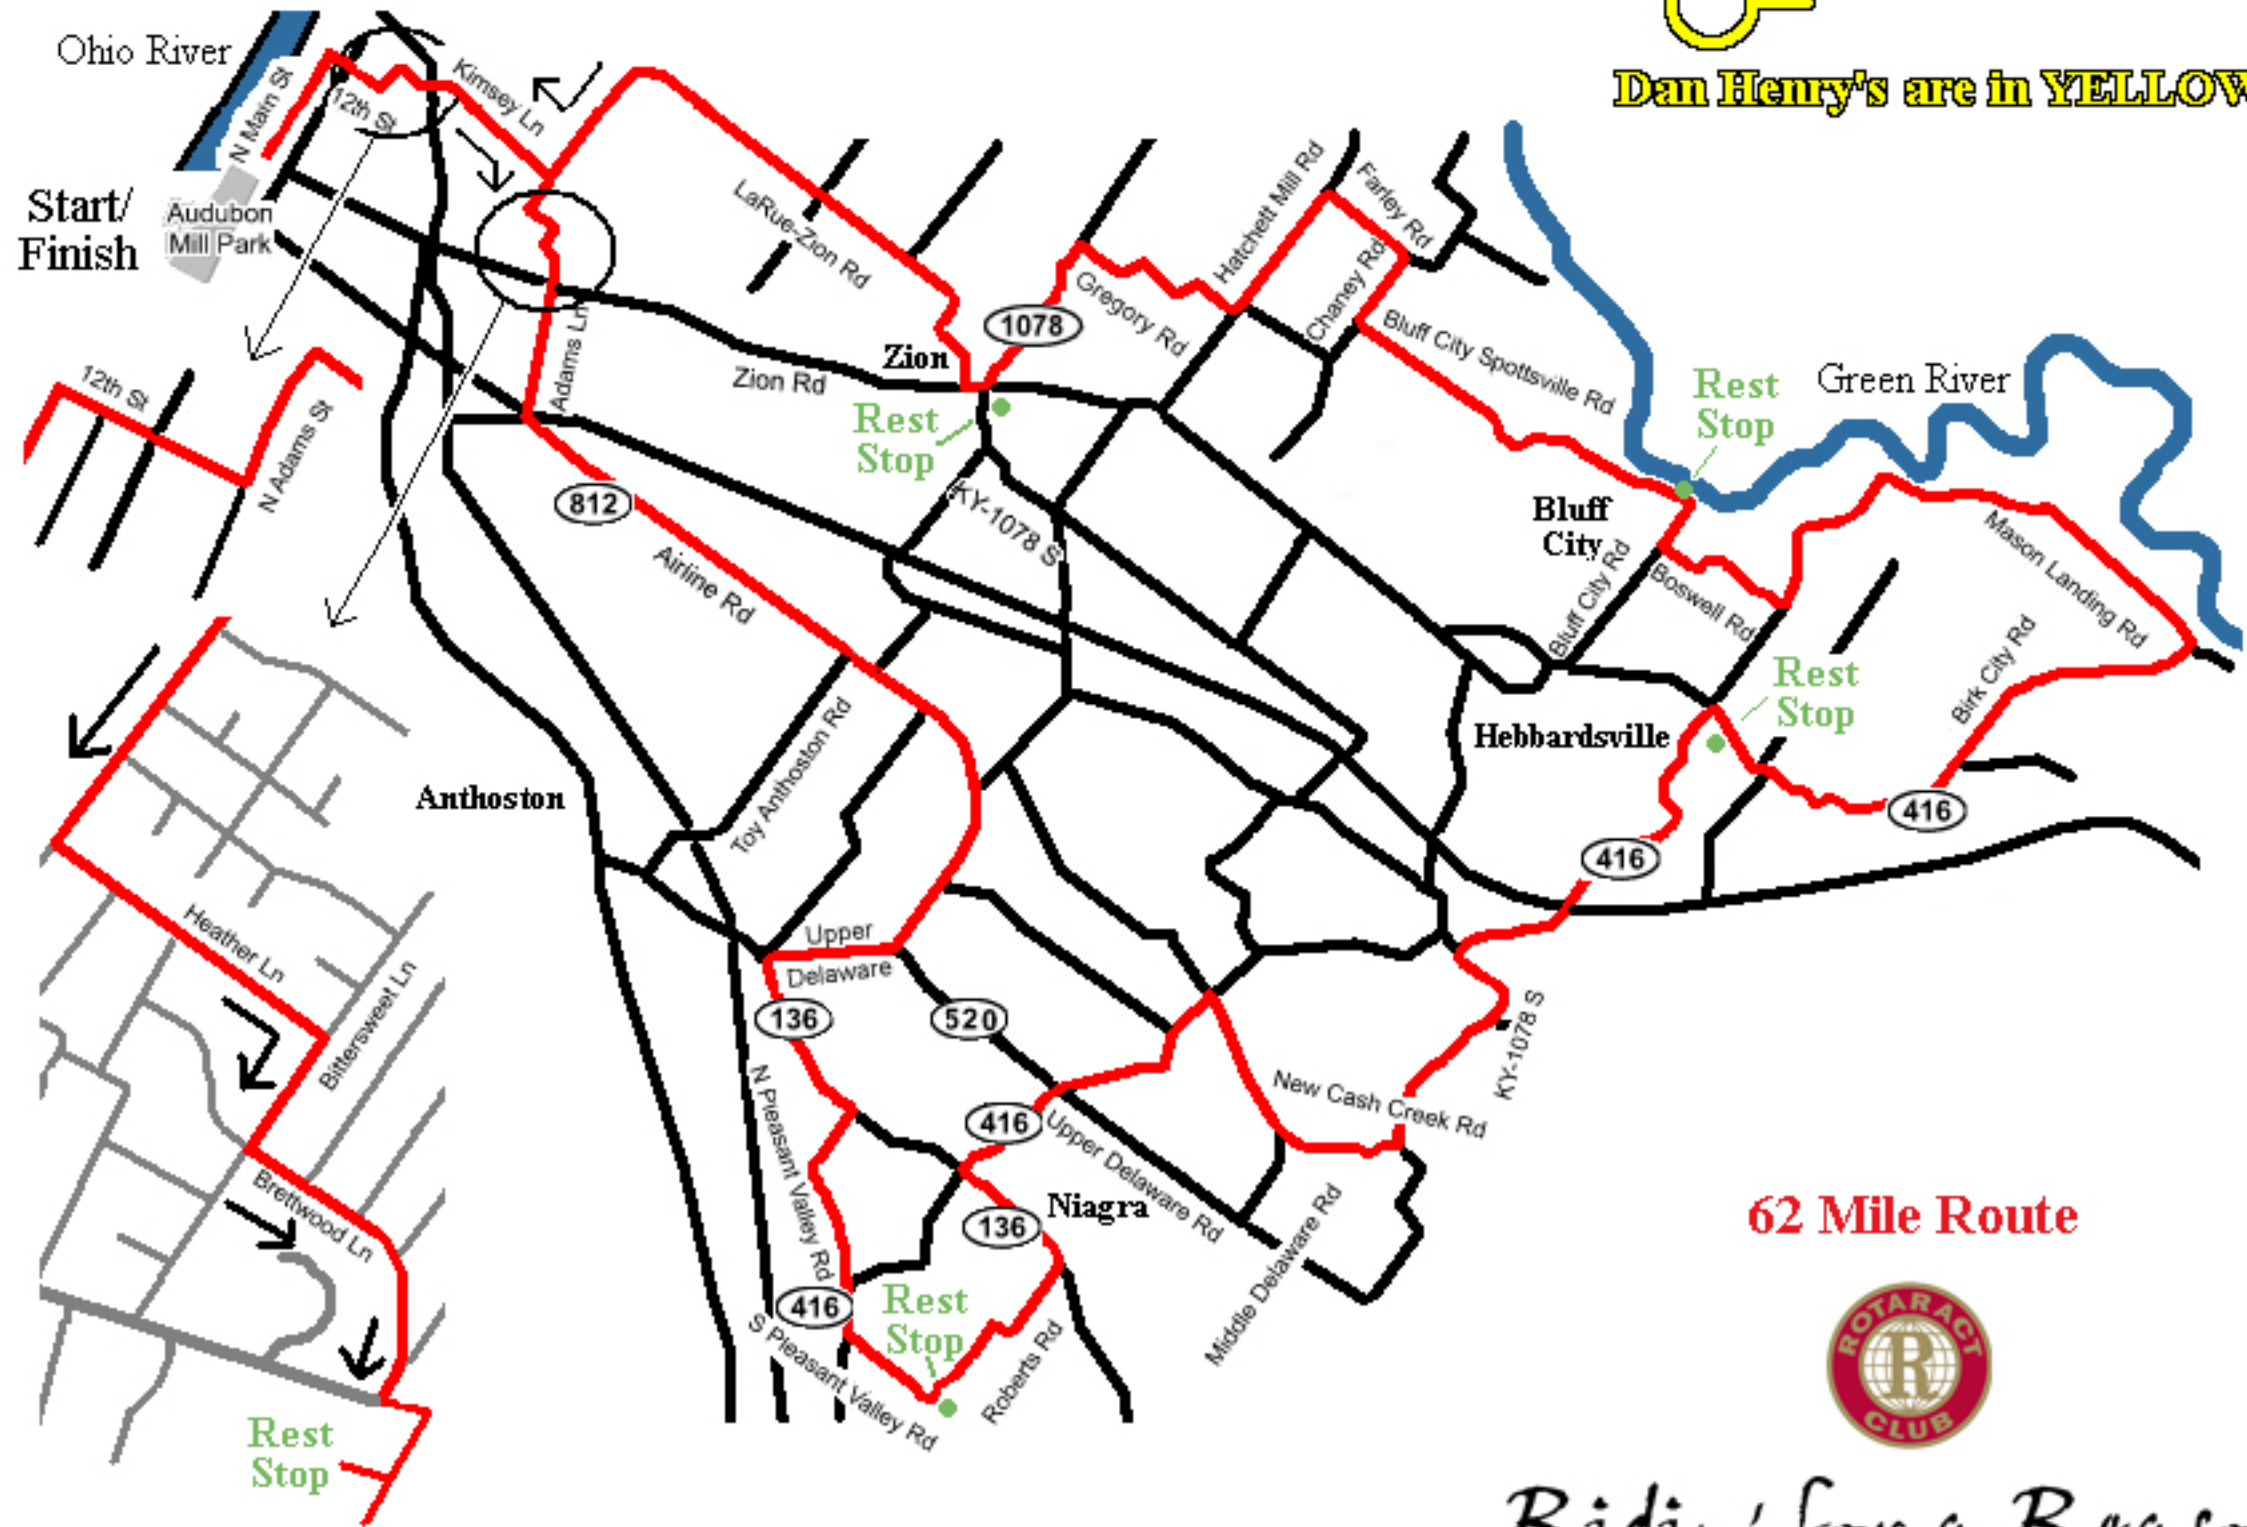 Ohio River
N Main St
12th St
Kimsey Ln
Dan Henry's are in YELLOW
Start/
Finish
Audubon
Mill Park
LaRue-Zion Rd
Hatchett Mill Rd
Farley Rd
Chaney Rd
Gregory Rd
1078
Bluff City Spottsville Rd
Green River
Rest
Stop
Adams Ln
Zion
Zion Rd
Rest
Stop
12th St
N Adams St
812
Airline Rd
KY-1078 S
Bluff
City
Bluff City Rd
Boswell Rd
Mason Landing Rd
Birk City Rd
Rest
Stop
Hebbardsville
416
416
Anthoston
Toy Anthoston Rd
Upper
Delaware
136
520
Heather Ln
Bittersweet Ln
Brettwood Ln
N Pleasant Valley Rd
416
Upper Delaware Rd
New Cash Creek Rd
KY-1078 S
Niagra
136
Middle Delaware Rd
416
Rest
Stop
S Pleasant Valley Rd
Roberts Rd
Rest
Stop
62 Mile Route
ROTARACT
R
CLUB